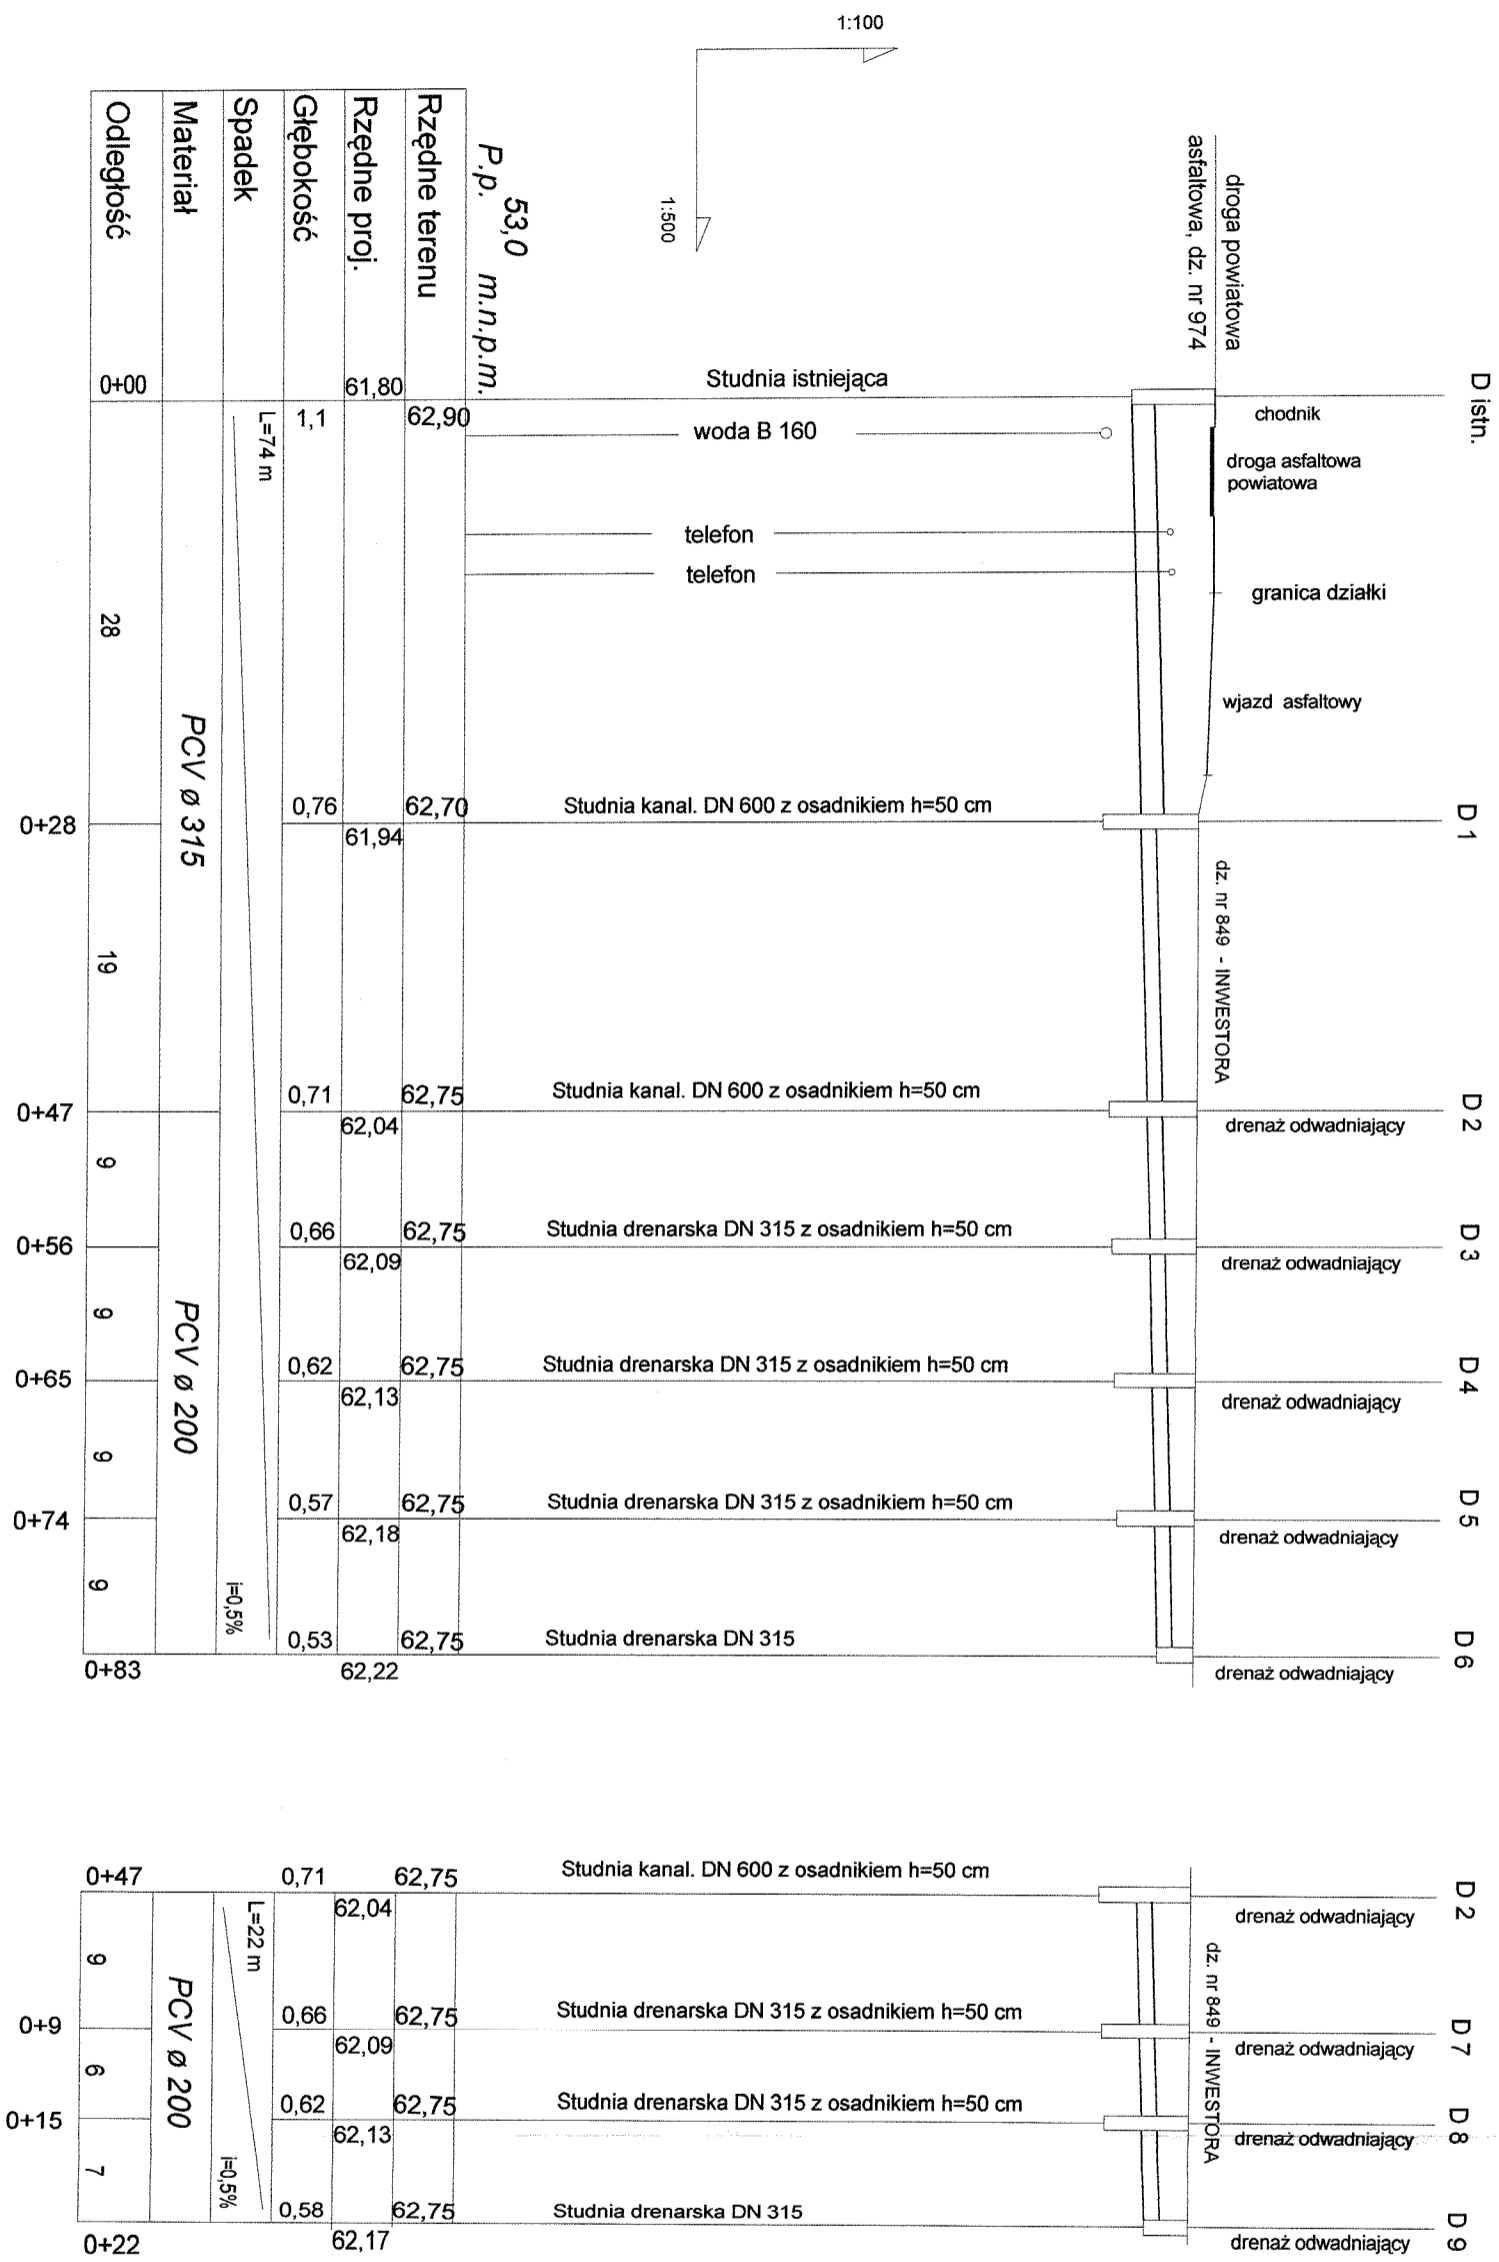 1:100
1:500
droga powiatowa
asfaltowa, dz. nr 974
P.p. 53,0 m.n.p.m.
Rzędne terenu
Rzędne proj.
Głębokość
Spadek
Materiał
Odległość
D istn.
chodnik
Studnia istniejąca
61,80
0+00
62,90
1,1
L=74 m
woda B 160
droga asfaltowa
powiatowa
telefon
telefon
granica działki
28
wjazd asfaltowy
PCV ø 315
D 1
Studnia kanal. DN 600 z osadnikiem h=50 cm
62,70
0,76
61,94
0+28
dz. nr 849 - INWESTORA
19
D 2
Studnia kanal. DN 600 z osadnikiem h=50 cm
62,75
0,71
62,04
0+47
drenaż odwadniający
9
D 3
Studnia drenarska DN 315 z osadnikiem h=50 cm
62,75
0,66
62,09
0+56
drenaż odwadniający
9
PCV ø 200
D 4
Studnia drenarska DN 315 z osadnikiem h=50 cm
62,75
0,62
62,13
0+65
drenaż odwadniający
9
D 5
Studnia drenarska DN 315 z osadnikiem h=50 cm
62,75
0,57
62,18
0+74
drenaż odwadniający
9
i=0,5%
D 6
Studnia drenarska DN 315
62,75
0,53
62,22
0+83
drenaż odwadniający
D 2
Studnia kanal. DN 600 z osadnikiem h=50 cm
62,75
0,71
0+47
62,04
drenaż odwadniający
L=22 m
9
dz. nr 849 - INWESTORA
PCV ø 200
D 7
Studnia drenarska DN 315 z osadnikiem h=50 cm
62,75
0,66
62,09
0+9
drenaż odwadniający
6
D 8
Studnia drenarska DN 315 z osadnikiem h=50 cm
62,75
0,62
62,13
0+15
drenaż odwadniający
7
i=0,5%
D 9
Studnia drenarska DN 315
62,75
0,58
62,17
0+22
drenaż odwadniający